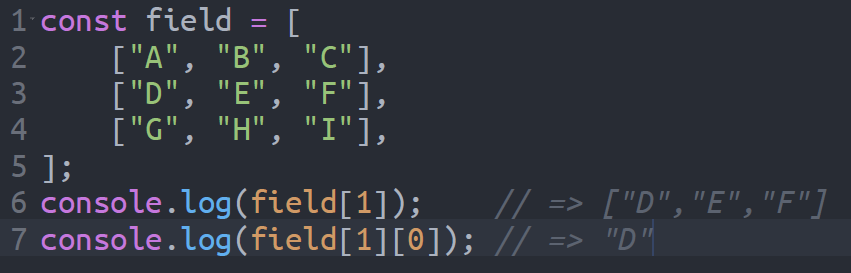 1 const field = [
2     ["A", "B", "C"],
3     ["D", "E", "F"],
4     ["G", "H", "I"],
5 ];
6 console.log(field[1]);    // => ["D","E","F"]
7 console.log(field[1][0]); // => "D"